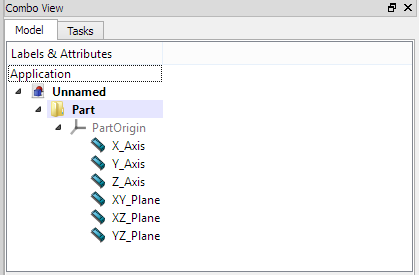 Combo View
Model
Tasks
Labels & Attributes
Application
Unnamed
Part
PartOrigin
X_Axis
Y_Axis
Z_Axis
XY_Plane
XZ_Plane
YZ_Plane